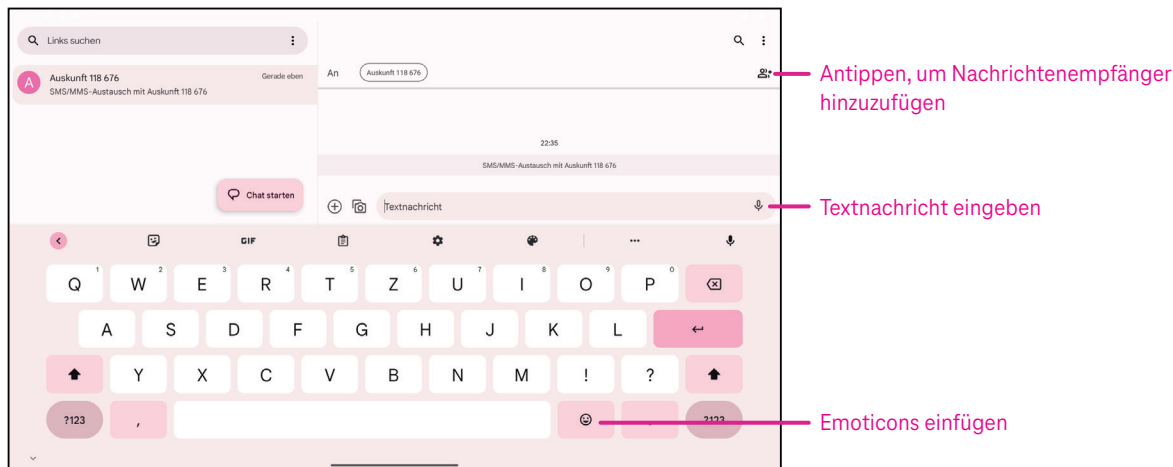 Links suchen
Auskunft 118 676
Gerade eben
SMS/MMS-Austausch mit Auskunft 118 676
A
An
Auskunft 118 676
Antippen, um Nachrichtenempfänger
hinzuzufügen
22:35
SMS/MMS-Austausch mit Auskunft 118 676
Chat starten
Textnachricht
Textnachricht eingeben
GIF
Q 1 W 2 E 3 R 4 T 5 Z 6 U 7 I 8 O 9 P 0
A S D F G H J K L
Y X C V B N M ! ?
?123 , ?123
Emoticons einfügen